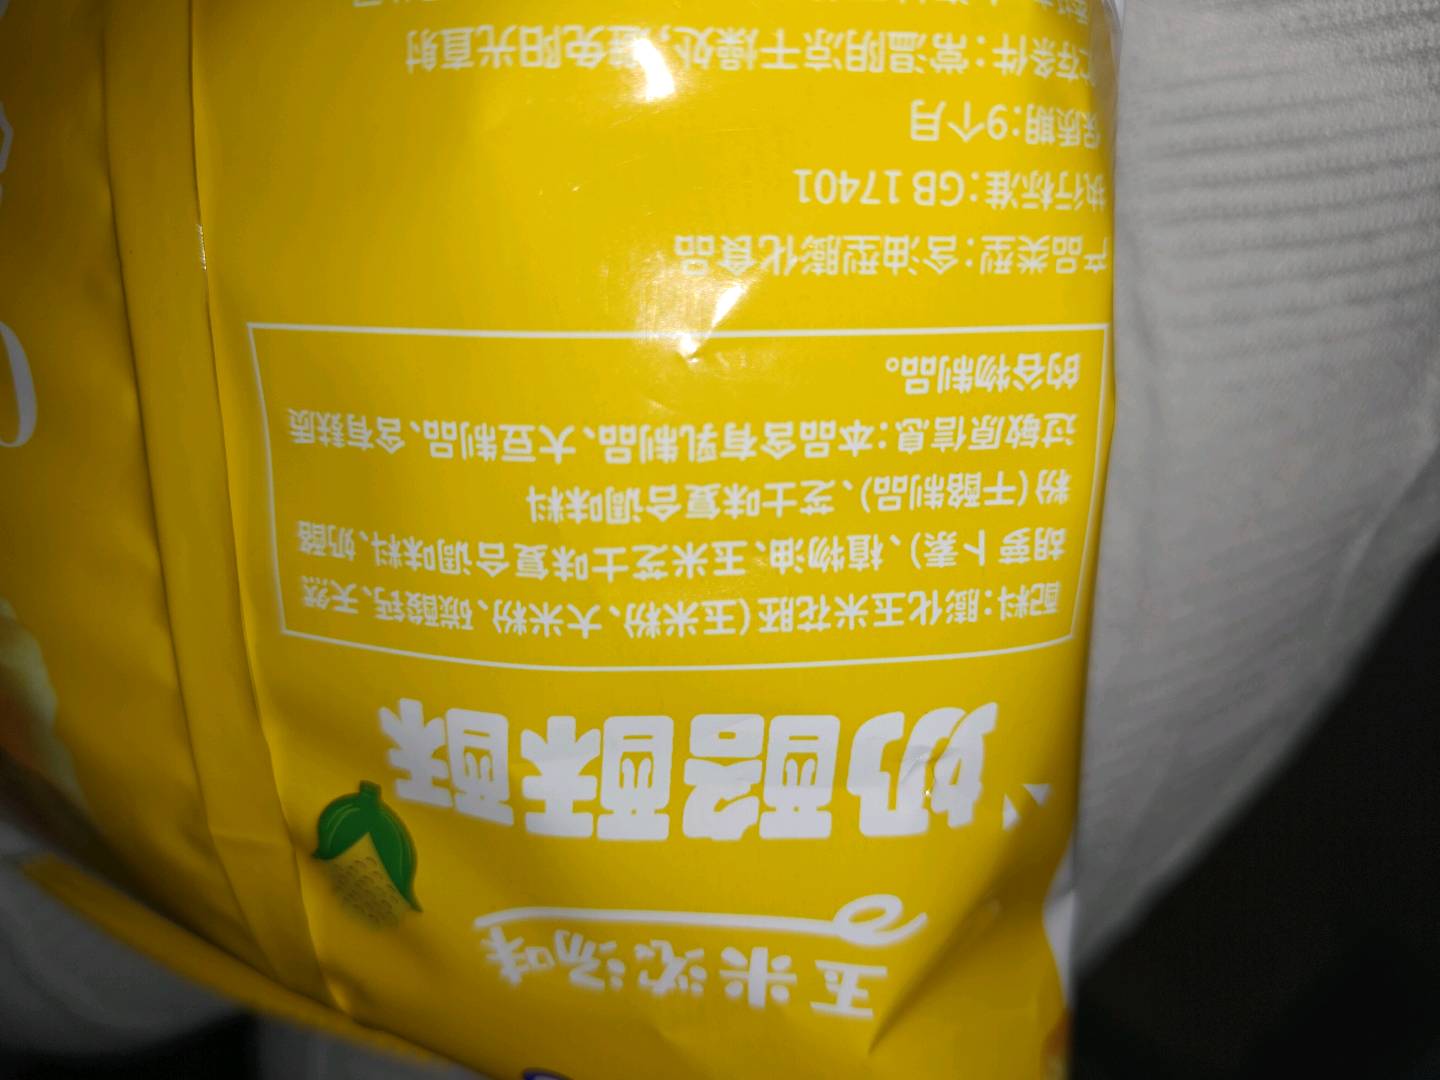 玉米浓汤味
奶酪酥酥
配料:膨化玉米花胚(玉米粉、大米粉、碳酸钙、天然
胡萝卜素)、植物油、玉米芝士味复合调味料、奶酪
粉(干酪制品)、芝士味复合调味料
过敏原信息:本品含有乳制品、大豆制品、含有麸质
的谷物制品。
产品类型:含油型膨化食品
执行标准:GB 17401
保质期:9个月
贮存条件:常温阴凉干燥处,避免阳光直射